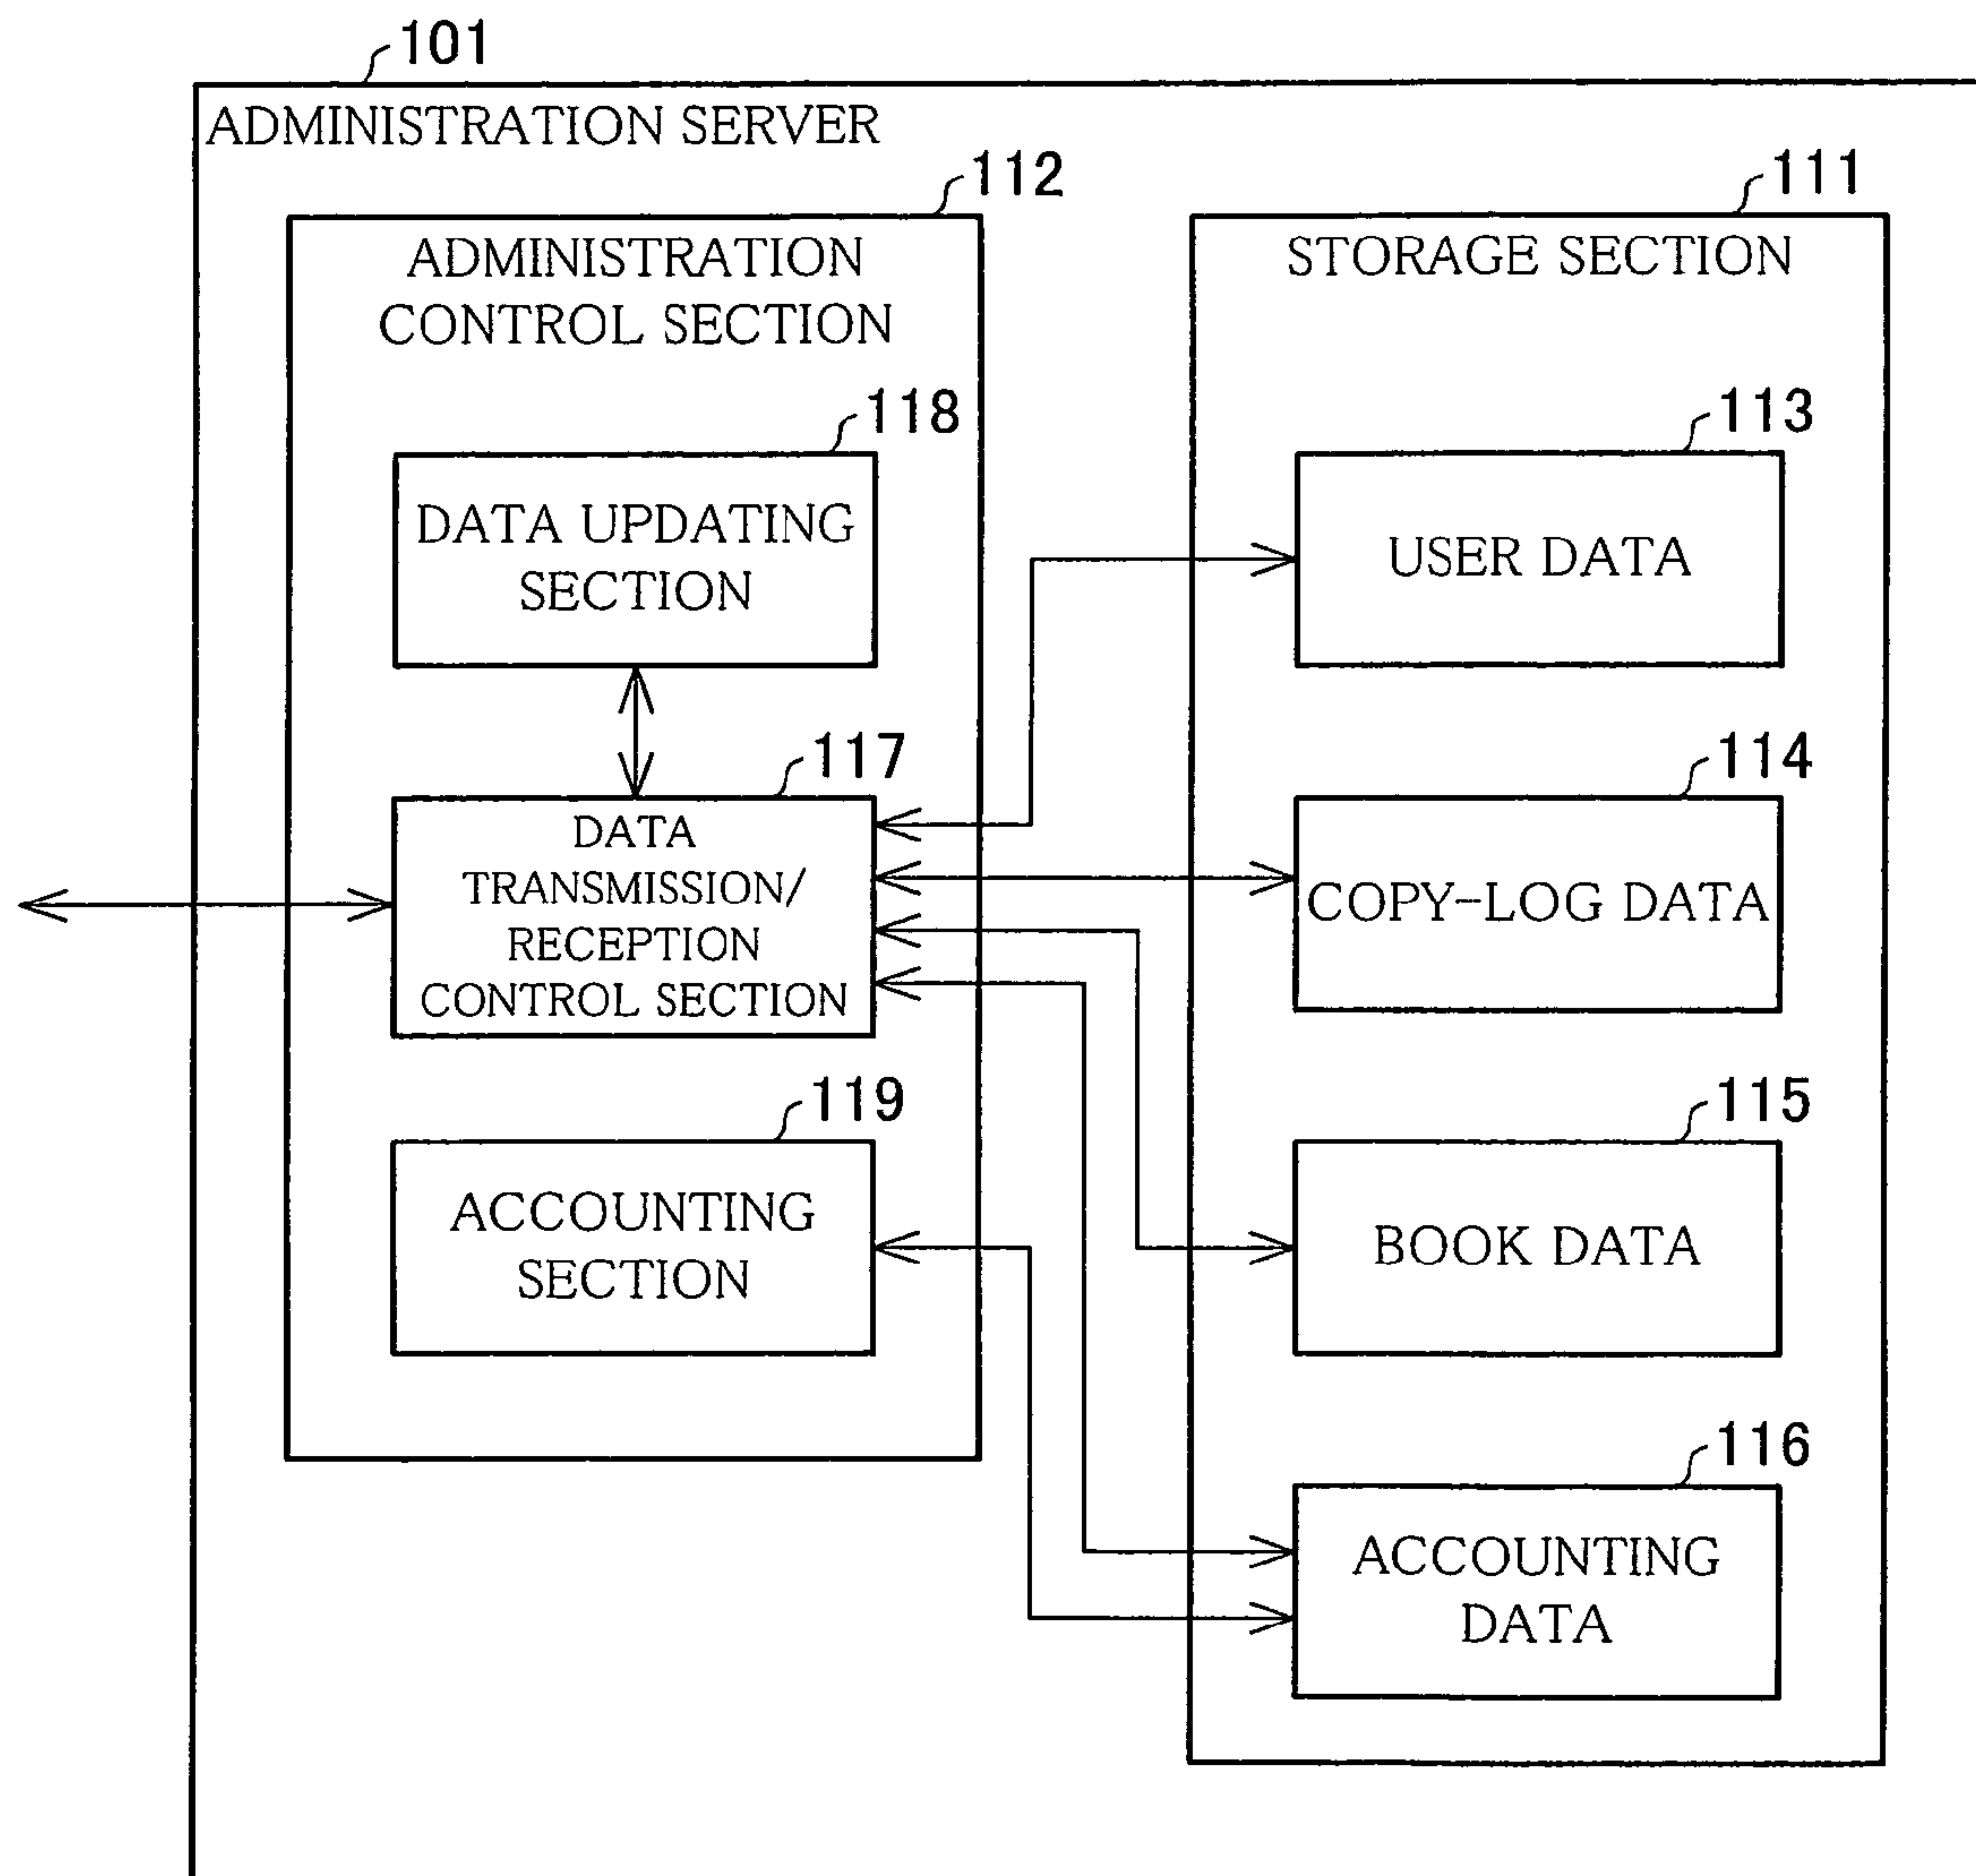 101
ADMINISTRATION SERVER
112
ADMINISTRATION
CONTROL SECTION
118
DATA UPDATING
SECTION
117
DATA
TRANSMISSION/
RECEPTION
CONTROL SECTION
119
ACCOUNTING
SECTION
111
STORAGE SECTION
113
USER DATA
114
COPY-LOG DATA
115
BOOK DATA
116
ACCOUNTING
DATA